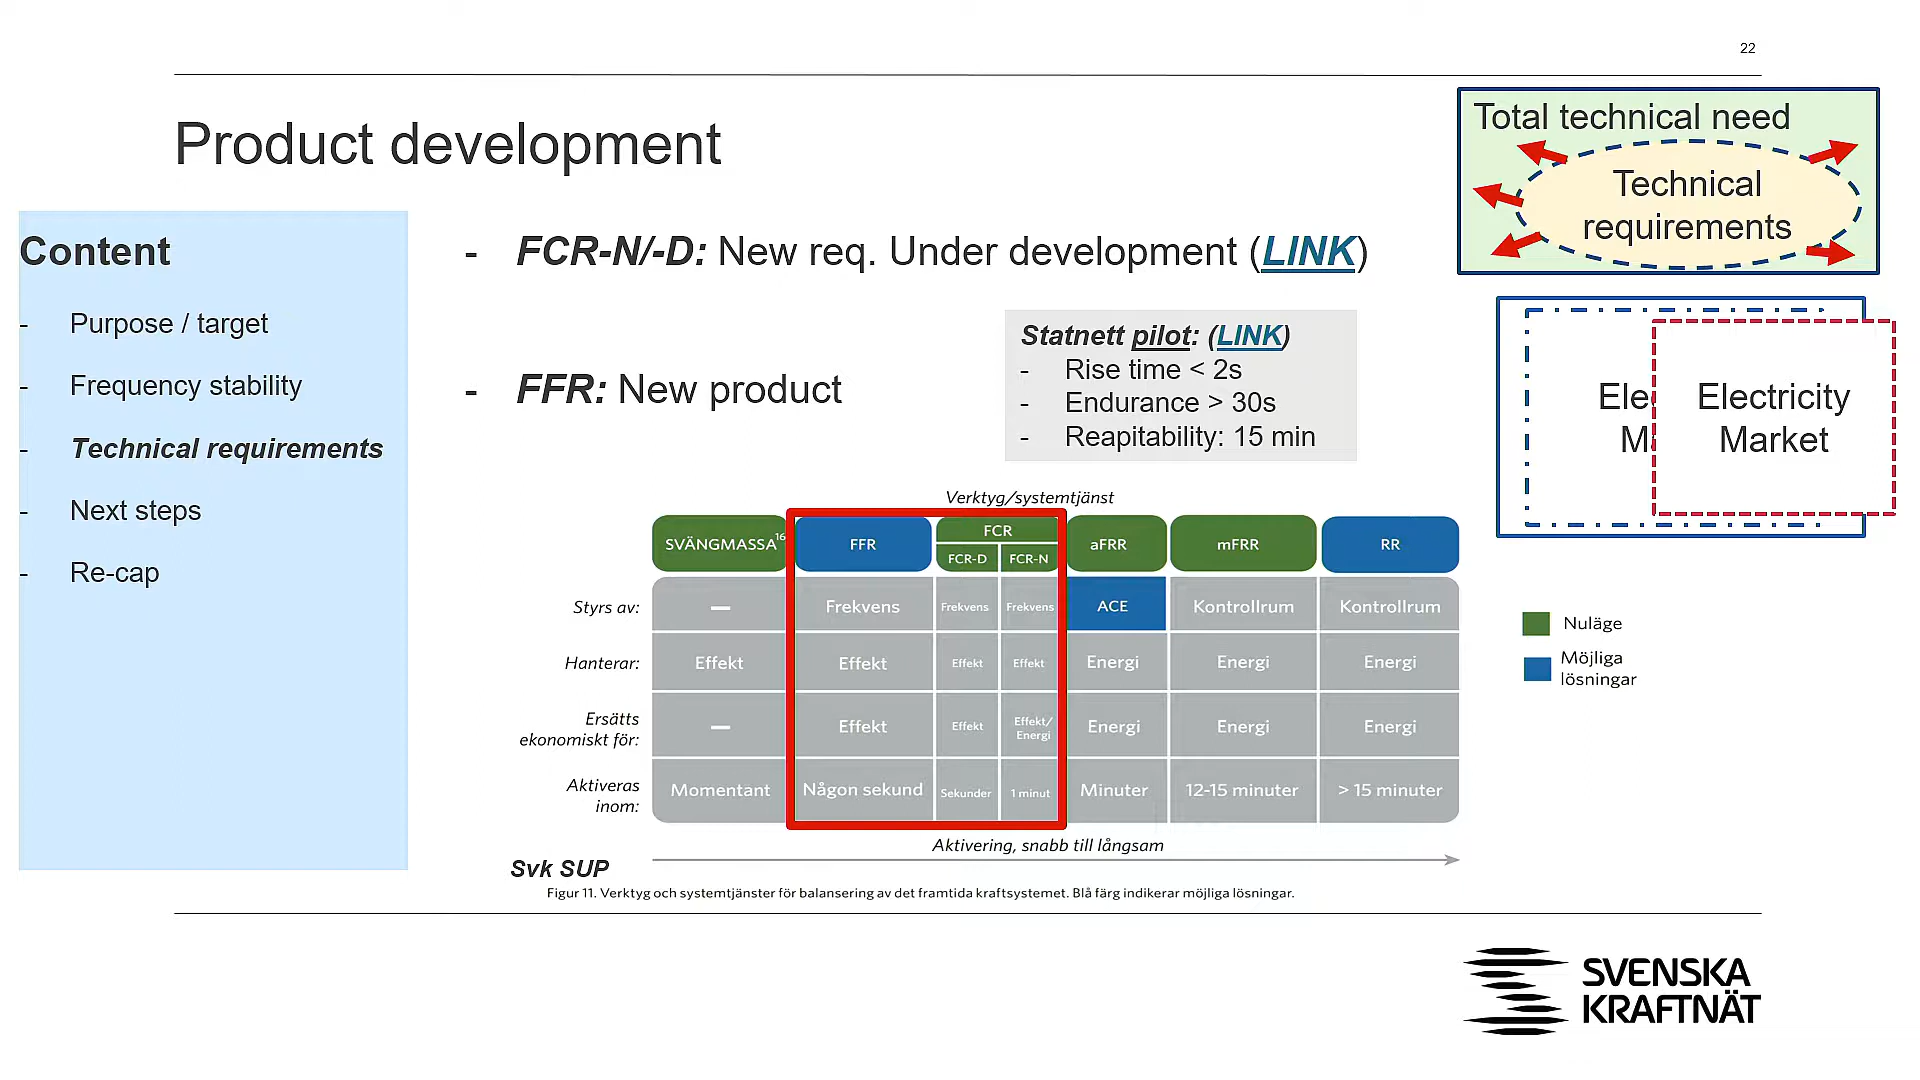 22
Product development
Total technical need
Technical
requirements
Content
- Purpose / target
- Frequency stability
- Technical requirements
- Next steps
- Re-cap
- FCR-N/-D: New req. Under development (LINK)
- FFR: New product
Statnett pilot: (LINK)
- Rise time < 2s
- Endurance > 30s
- Reapitability: 15 min
Ele
M
Electricity
Market
Verktyg/systemtjänst
SVÄNGMASSA16 FFR FCR aFRR mFRR RR
FCR-D FCR-N
Styrs av: — Frekvens Frekvens Frekvens ACE Kontrollrum Kontrollrum
Hanterar: Effekt Effekt Effekt Effekt Energi Energi Energi
Ersätts
ekonomiskt för: — Effekt Effekt Effekt/
Energi Energi Energi Energi
Aktiveras
inom: Momentant Någon sekund Sekunder 1 minut Minuter 12-15 minuter > 15 minuter
Nuläge
Möjliga
lösningar
Aktivering, snabb till långsam
Svk SUP
Figur 11. Verktyg och systemtjänster för balansering av det framtida kraftsystemet. Blå färg indikerar möjliga lösningar.
SVENSKA
KRAFTNÄT